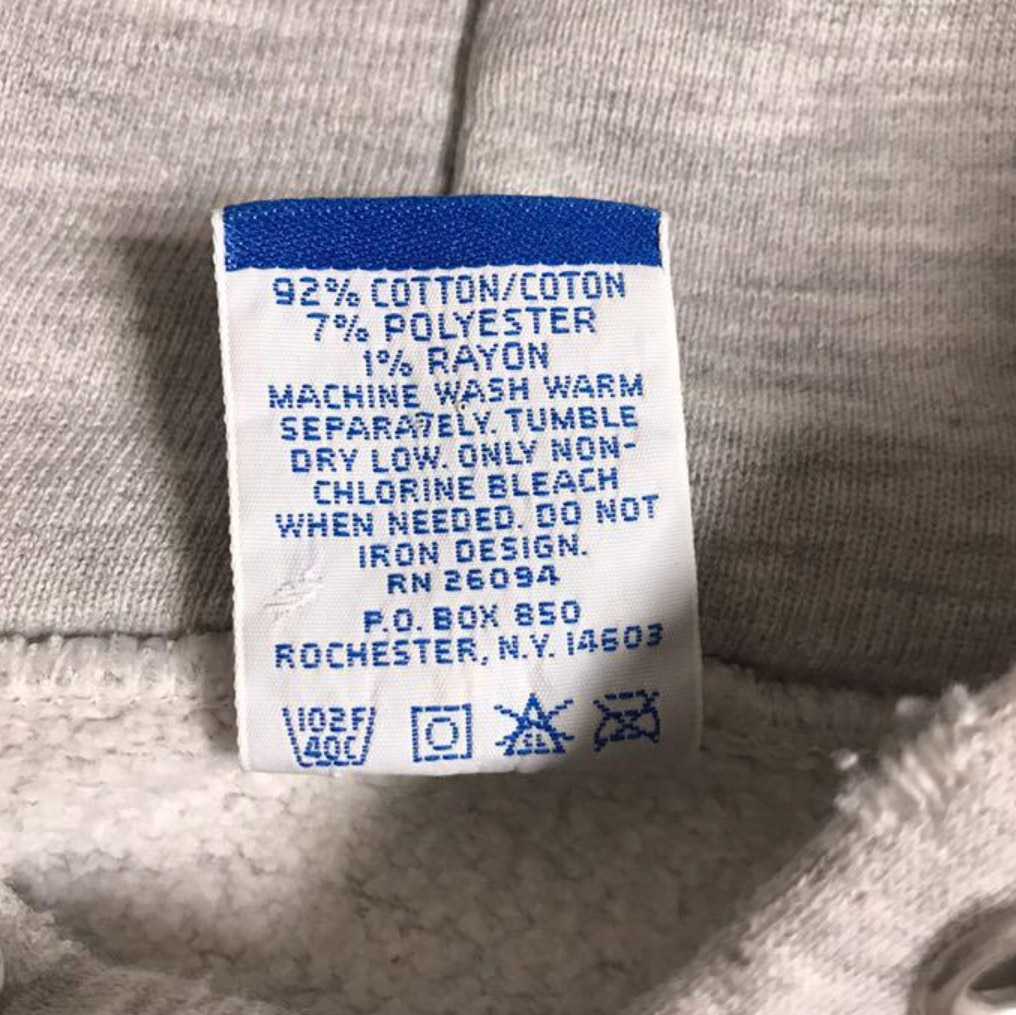 92% COTTON/COTON
7% POLYESTER
1% RAYON
MACHINE WASH WARM
SEPARATELY. TUMBLE
DRY LOW. ONLY NON-
CHLORINE BLEACH
WHEN NEEDED. DO NOT
IRON DESIGN.
RN 26094
P.O. BOX 850
ROCHESTER, N.Y. 14603
102F
40C CL